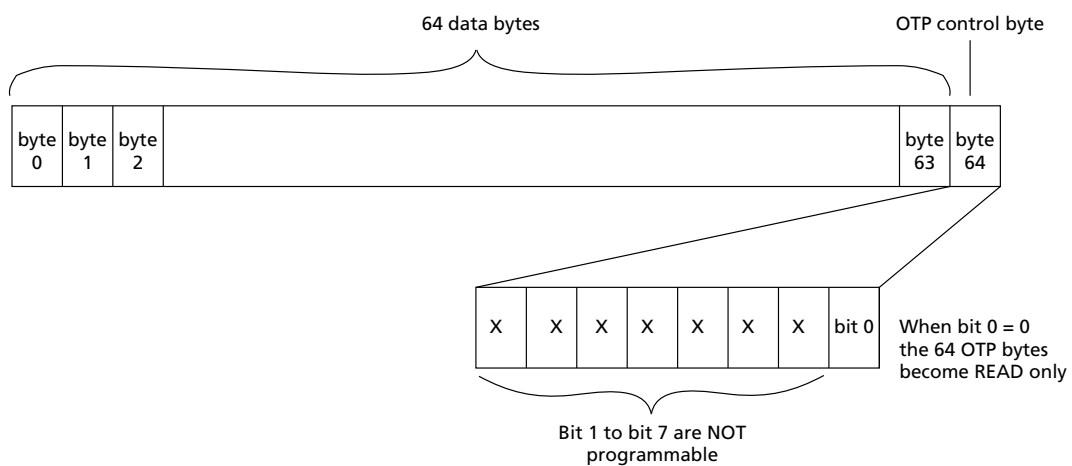 64 data bytes
OTP control byte
byte
0
byte
1
byte
2
byte
63
byte
64
X X X X X X X bit 0
When bit 0 = 0
the 64 OTP bytes
become READ only
Bit 1 to bit 7 are NOT
programmable